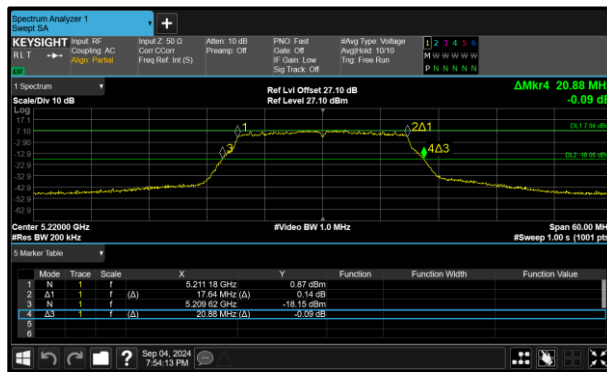 Spectrum Analyzer 1
Swept SA
+
KEYSIGHT Input: RF Input Z: 50 Ω Atten: 10 dB PNO: Fast #Avg Type: Voltage 1 2 3 4 5 6
RLT Coupling: AC Corr CCorr Preamp: Off Gate: Off Avg|Hold: 10/10 M W W W W W
Align: Partial Freq Ref: Int (S) IF Gain: Low Trig: Free Run P N N N N N
Sig Track: Off
1 Spectrum Ref Lvl Offset 27.10 dB ΔMkr4 20.88 MH
Scale/Div 10 dB Ref Level 27.10 dBm -0.09 dB
Log
17.1
7.10 1 2Δ1 DL1 7.94 dB
-2.90
-12.9 3 4Δ3
-22.9
-32.9
-42.9
-52.9
-62.9
Center 5.22000 GHz #Video BW 1.0 MHz Span 60.00 MH
#Res BW 200 kHz #Sweep 1.00 s (1001 pts
5 Marker Table
Mode Trace Scale X Y Function Function Width Function Value
1 N 1 f 5.211 18 GHz 0.87 dBm
2 Δ1 1 f (Δ) 17.64 MHz (Δ) 0.14 dB
3 N 1 f 5.209 62 GHz -18.15 dBm
4 Δ3 1 f (Δ) 20.88 MHz (Δ) -0.09 dB
5
6
? Sep 04, 2024
7:54:13 PM